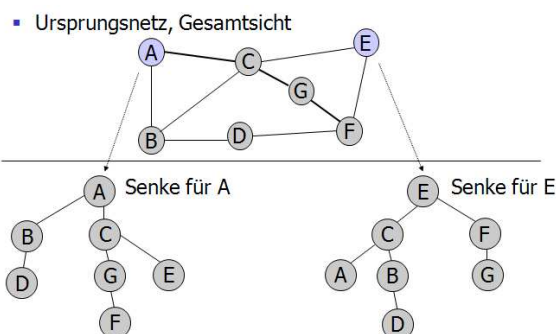 ▪ Ursprungsnetz, Gesamtsicht
A
C
E
G
B
D
F
A Senke für A
E Senke für E
B
C
C
F
D
G
E
A
B
G
F
D